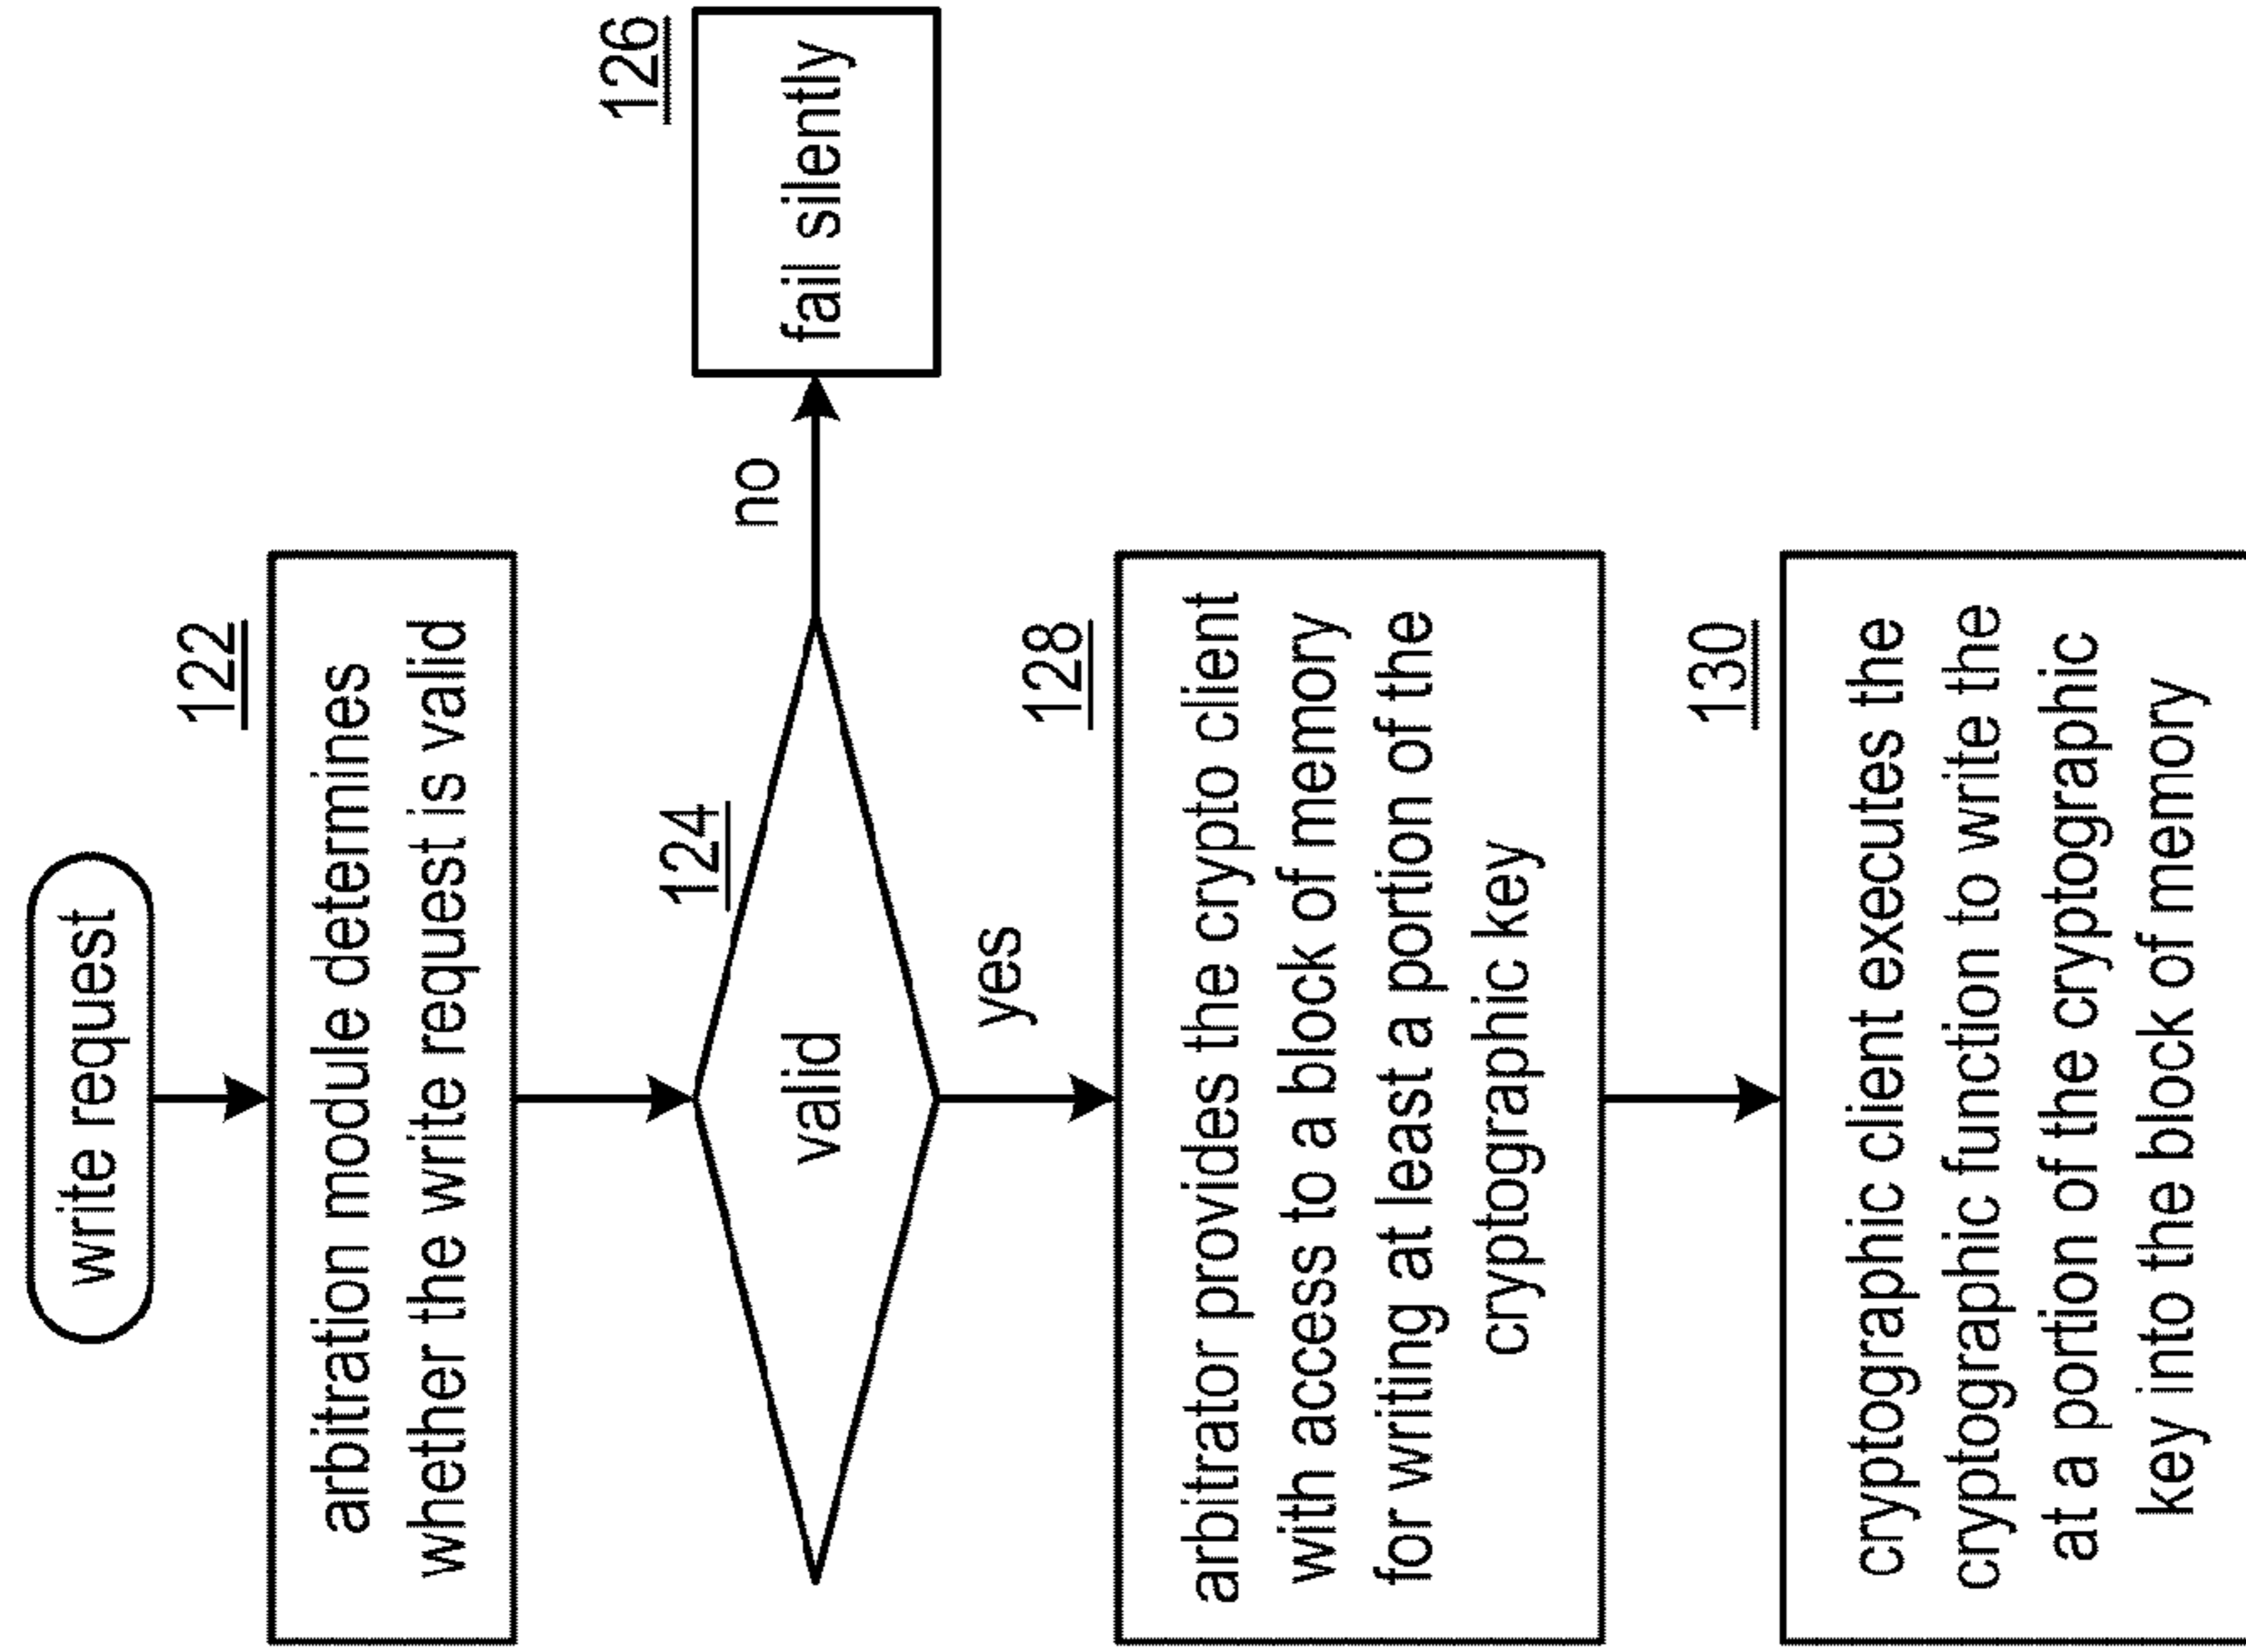 write request
122
arbitration module determines
whether the write request is valid
124
valid
no
126
fail silently
yes
128
arbitrator provides the crypto client
with access to a block of memory
for writing at least a portion of the
cryptographic key
130
cryptographic client executes the
cryptographic function to write the
at a portion of the cryptographic
key into the block of memory